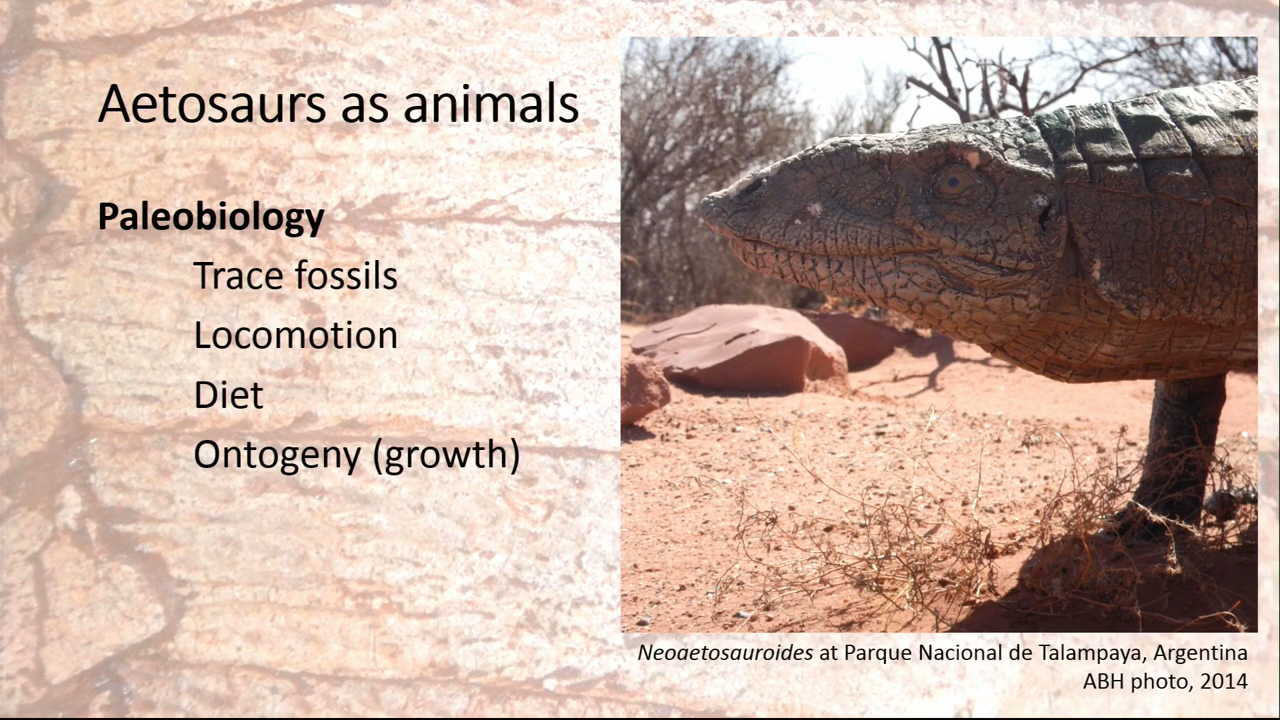 Aetosaurs as animals
Paleobiology
Trace fossils
Locomotion
Diet
Ontogeny (growth)
Neoaetosauroides at Parque Nacional de Talampaya, Argentina
ABH photo, 2014